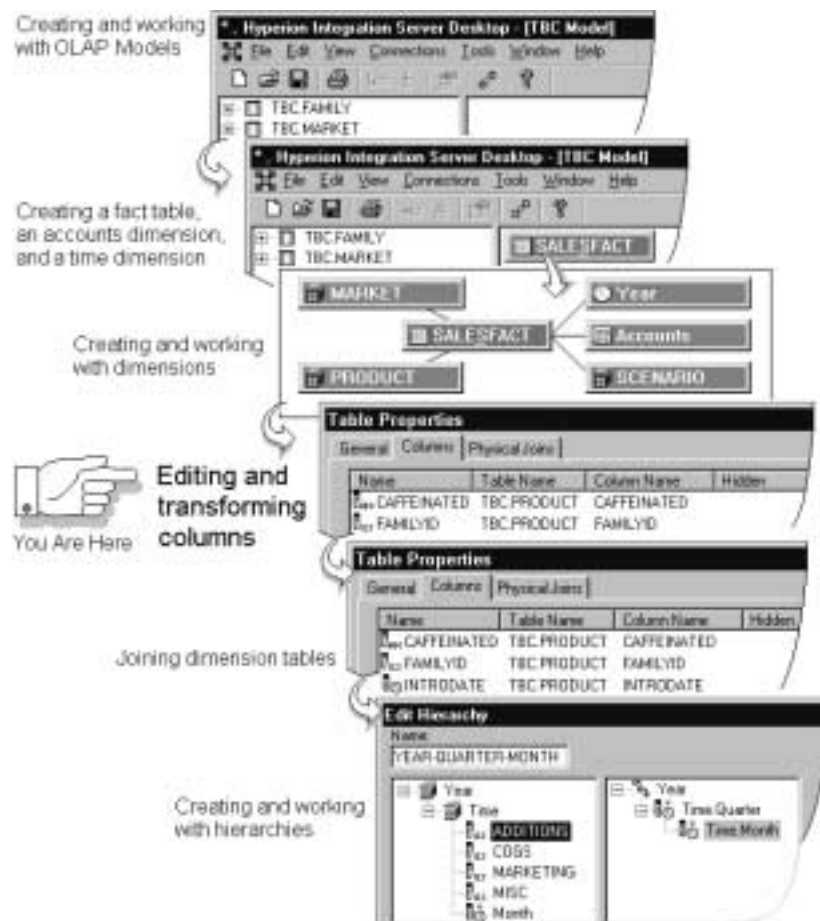 Creating and working
with OLAP Models
Hyperion Integration Server Desktop - [TBC Model]
File Edit View Connections Tools Window Help
TBC.FAMILY
TBC.MARKET
Creating a fact table,
an accounts dimension,
and a time dimension
Hyperion Integration Server Desktop - [TBC Model]
File Edit View Connections Tools Window Help
TBC.FAMILY
TBC.MARKET
SALESFACT
Creating and working
with dimensions
MARKET
Year
SALESFACT
Accounts
PRODUCT
SCENARIO
You Are Here
Editing and
transforming
columns
Table Properties
General Columns Physical Joins
Name Table Name Column Name Hidden
CAFFEINATED TBC.PRODUCT CAFFEINATED
FAMILYID TBC.PRODUCT FAMILYID
Joining dimension tables
Table Properties
General Columns Physical Joins
Name Table Name Column Name Hidden
CAFFEINATED TBC.PRODUCT CAFFEINATED
FAMILYID TBC.PRODUCT FAMILYID
INTRODATE TBC.PRODUCT INTRODATE
Creating and working
with hierarchies
Edit Hierarchy
Name
YEAR-QUARTER-MONTH
Year
Time
ADDITIONS
COGS
MARKETING
MISC
Month
Year
Time.Quarter
Time.Month